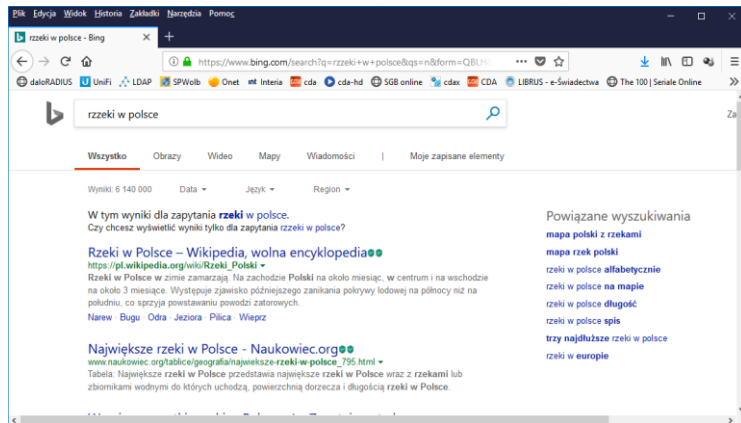 Plik Edycja Widok Historia Zakładki Narzędzia Pomoc
rzzeki w polsce - Bing
https://www.bing.com/search?q=rzzeki+w+polsce&qs=n&form=QBLH
daloRADIUS UniFi LDAP SPWolb Onet Interia cda cda-hd SGB online cdax CDA LIBRUS - e-Świadectwa The 100 | Seriale Online
rzzeki w polsce
Za
Wszystko Obrazy Wideo Mapy Wiadomości | Moje zapisane elementy
Wyniki: 6 140 000 Data Język Region
W tym wyniki dla zapytania rzeki w polsce.
Czy chcesz wyświetlić wyniki tylko dla zapytania rzzeki w polsce?
Rzeki w Polsce – Wikipedia, wolna encyklopedia
https://pl.wikipedia.org/wiki/Rzeki_Polski
Rzeki w Polsce w zimie zamarzają. Na zachodzie Polski na około miesiąc, w centrum i na wschodzie
na około 3 miesiące. Występuje zjawisko późniejszego zanikania pokrywy lodowej na północy niż na
południu, co sprzyja powstawaniu powodzi zatorowych.
Narew · Bugu · Odra · Jeziora · Pilica · Wieprz
Największe rzeki w Polsce - Naukowiec.org
www.naukowiec.org/tablice/geografia/najwieksze-rzeki-w-polsce_795.html
Tabela: Największe rzeki w Polsce przedstawia największe rzeki w Polsce wraz z rzekami lub
zbiornikami wodnymi do których uchodzą, powierzchnią dorzecza i długością rzeki w Polsce.
Powiązane wyszukiwania
mapa polski z rzekami
mapa rzek polski
rzeki w polsce alfabetycznie
rzeki w polsce na mapie
rzeki w polsce długość
rzeki w polsce spis
trzy najdłuższe rzeki w polsce
rzeki w europie